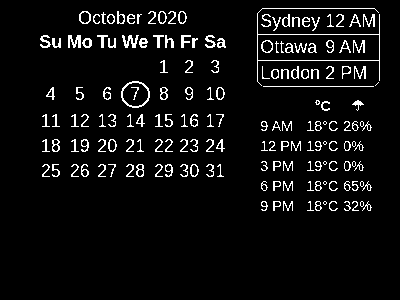 October 2020
Su Mo Tu We Th Fr Sa
1 2 3
4 5 6 7 8 9 10
11 12 13 14 15 16 17
18 19 20 21 22 23 24
25 26 27 28 29 30 31
Sydney 12 AM
Ottawa 9 AM
London 2 PM
°C ☂
9 AM 18°C 26%
12 PM 19°C 0%
3 PM 19°C 0%
6 PM 18°C 65%
9 PM 18°C 32%